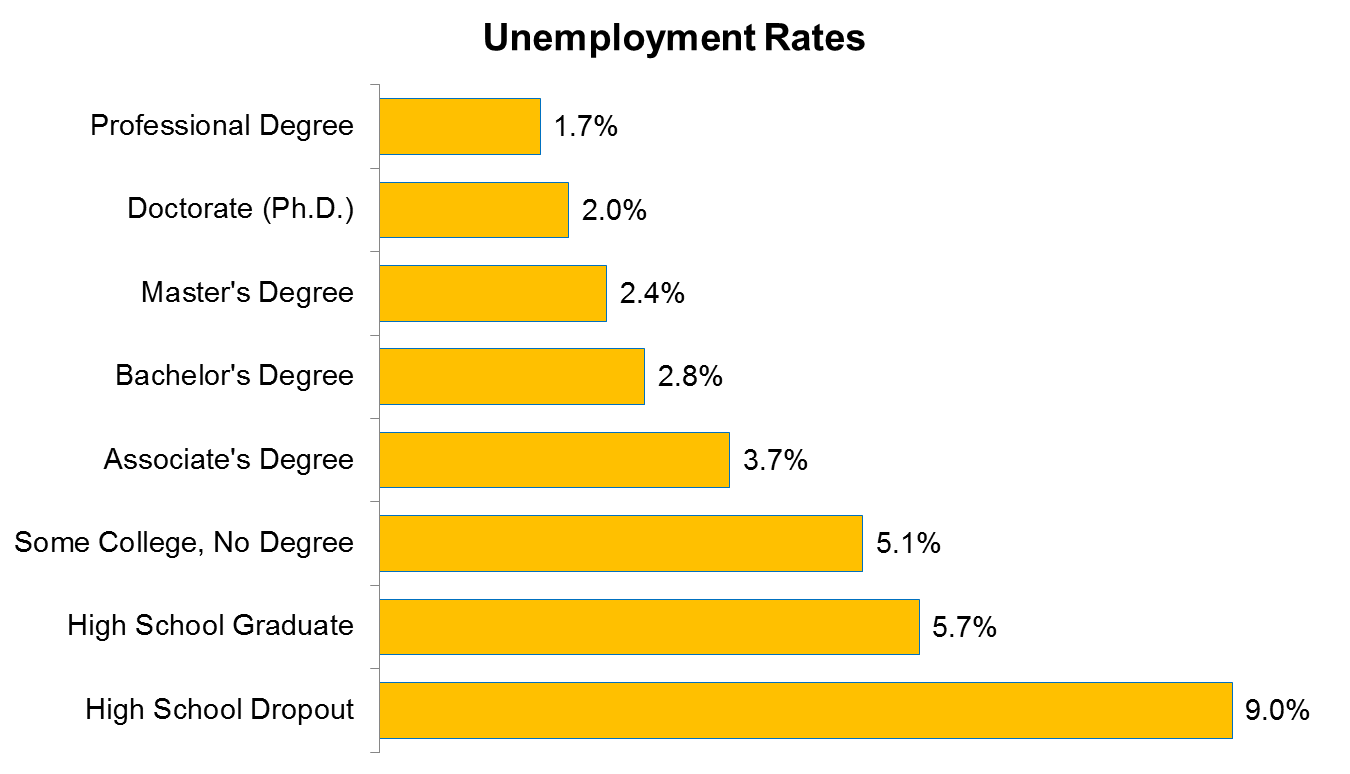 Unemployment Rates
Professional Degree 1.7%
Doctorate (Ph.D.) 2.0%
Master's Degree 2.4%
Bachelor's Degree 2.8%
Associate's Degree 3.7%
Some College, No Degree 5.1%
High School Graduate 5.7%
High School Dropout 9.0%